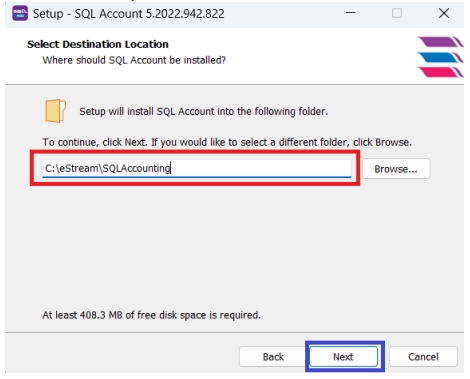 Setup - SQL Account 5.2022.942.822
Select Destination Location
Where should SQL Account be installed?
Setup will install SQL Account into the following folder.
To continue, click Next. If you would like to select a different folder, click Browse.
C:\eStream\SQLAccounting
Browse...
At least 408.3 MB of free disk space is required.
Back
Next
Cancel